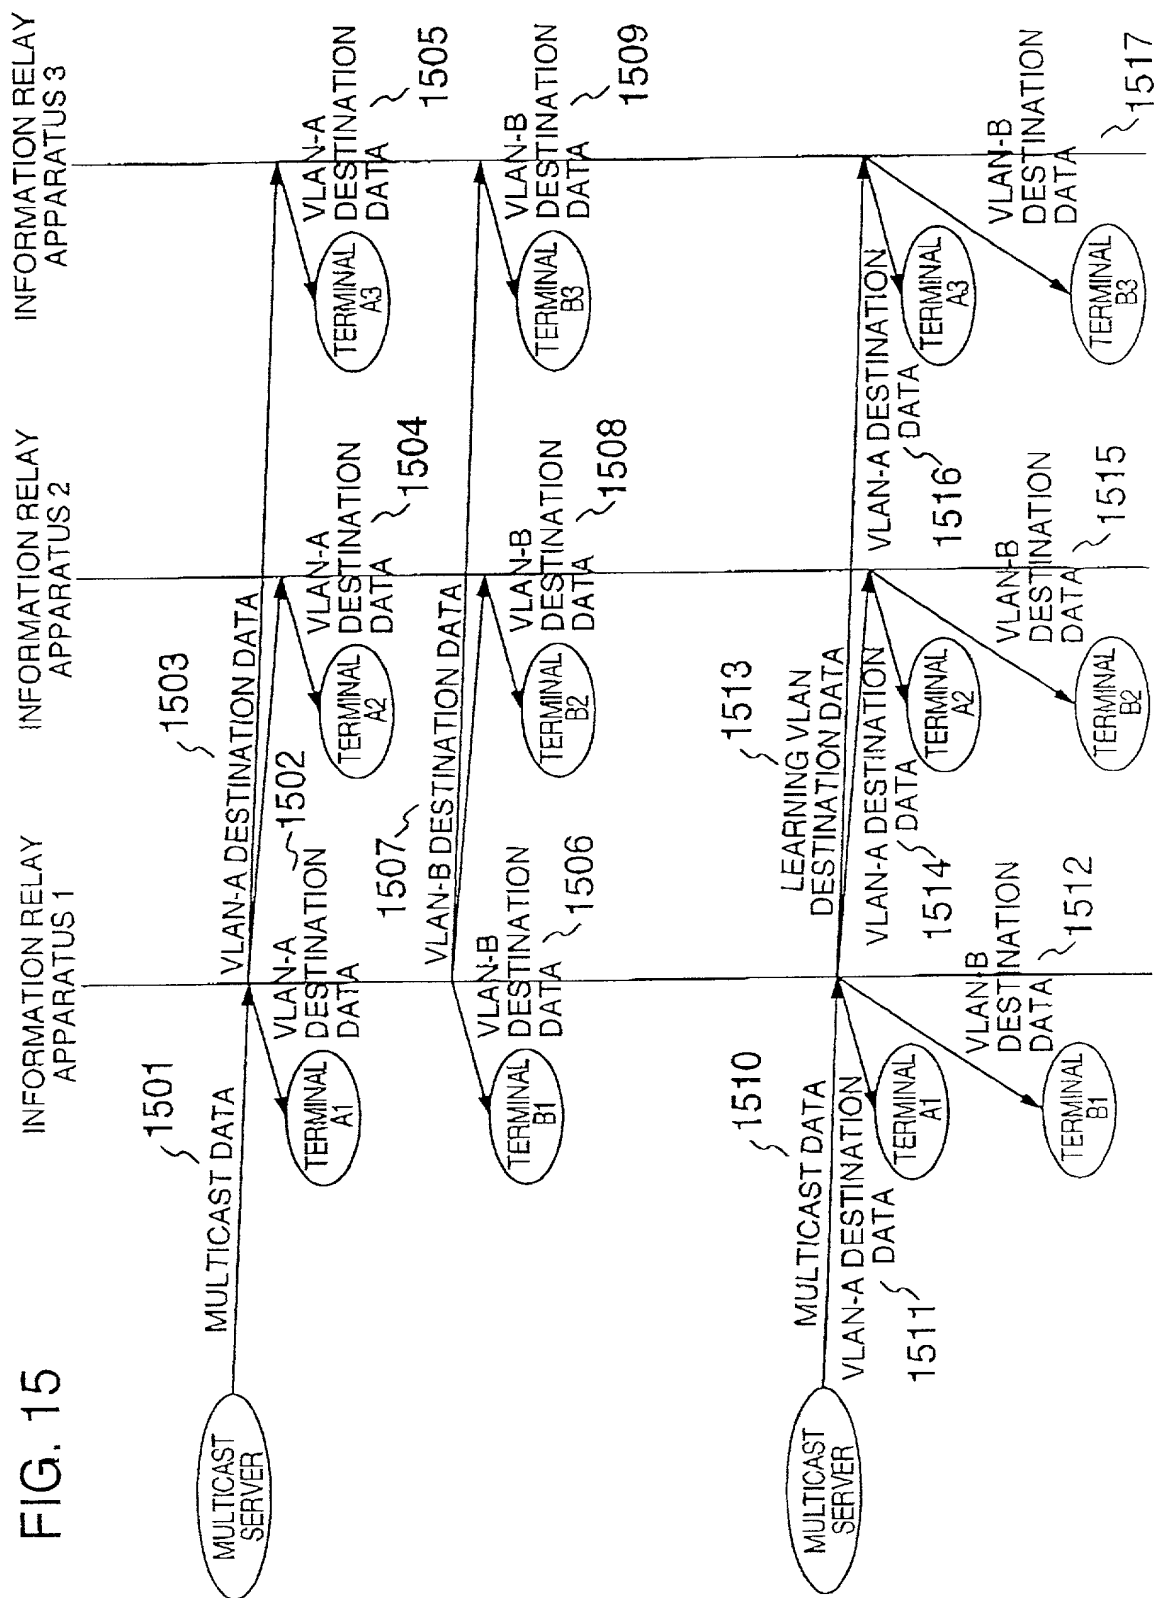 FIG. 15
INFORMATION RELAY
APPARATUS 1
INFORMATION RELAY
APPARATUS 2
INFORMATION RELAY
APPARATUS 3
MULTICAST
SERVER
MULTICAST DATA
1501
TERMINAL
A1
VLAN-A
DESTINATION
DATA
1502
VLAN-A DESTINATION DATA
1503
TERMINAL
A2
VLAN-A
DESTINATION
DATA
1504
TERMINAL
A3
VLAN-A
DESTINATION
DATA
1505
TERMINAL
B1
VLAN-B
DESTINATION
DATA
1506
VLAN-B DESTINATION DATA
1507
TERMINAL
B2
VLAN-B
DESTINATION
DATA
1508
TERMINAL
B3
VLAN-B
DESTINATION
DATA
1509
MULTICAST
SERVER
MULTICAST DATA
1510
VLAN-A DESTINATION
DATA
1511
TERMINAL
A1
TERMINAL
B1
VLAN-B
DESTINATION
DATA
1512
LEARNING VLAN
DESTINATION DATA
1513
VLAN-A DESTINATION
DATA
1514
TERMINAL
A2
TERMINAL
B2
VLAN-B
DESTINATION
DATA
1515
VLAN-A DESTINATION
DATA
1516
TERMINAL
A3
TERMINAL
B3
VLAN-B
DESTINATION
DATA
1517